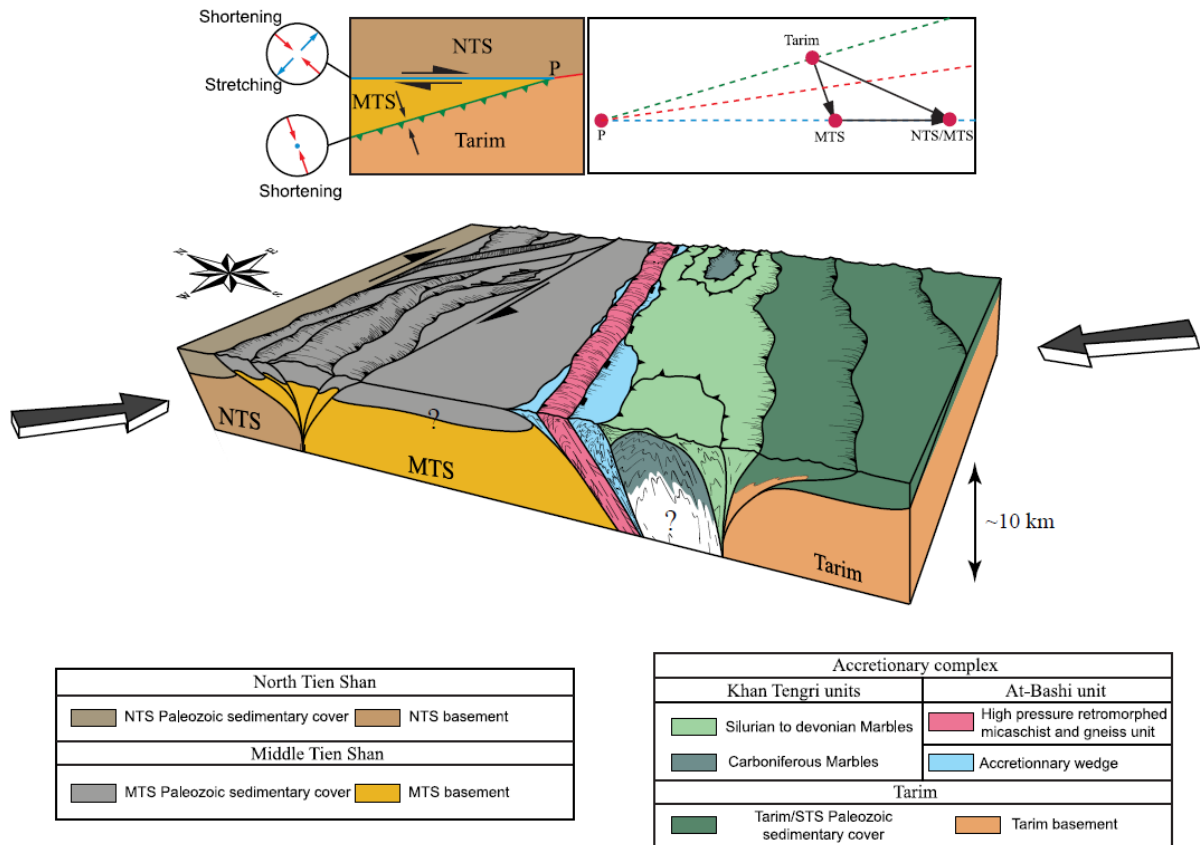 Shortening
Stretching
Shortening
NTS
P
MTS
Tarim
Tarim
P
MTS
NTS/MTS
N
E
W
S
NTS
?
MTS
?
Tarim
~10 km
North Tien Shan
NTS Paleozoic sedimentary cover
NTS basement
Middle Tien Shan
MTS Paleozoic sedimentary cover
MTS basement
Accretionary complex
Khan Tengri units
At-Bashi unit
Silurian to devonian Marbles
High pressure retromorphed
micaschist and gneiss unit
Carboniferous Marbles
Accretionnary wedge
Tarim
Tarim/STS Paleozoic
sedimentary cover
Tarim basement